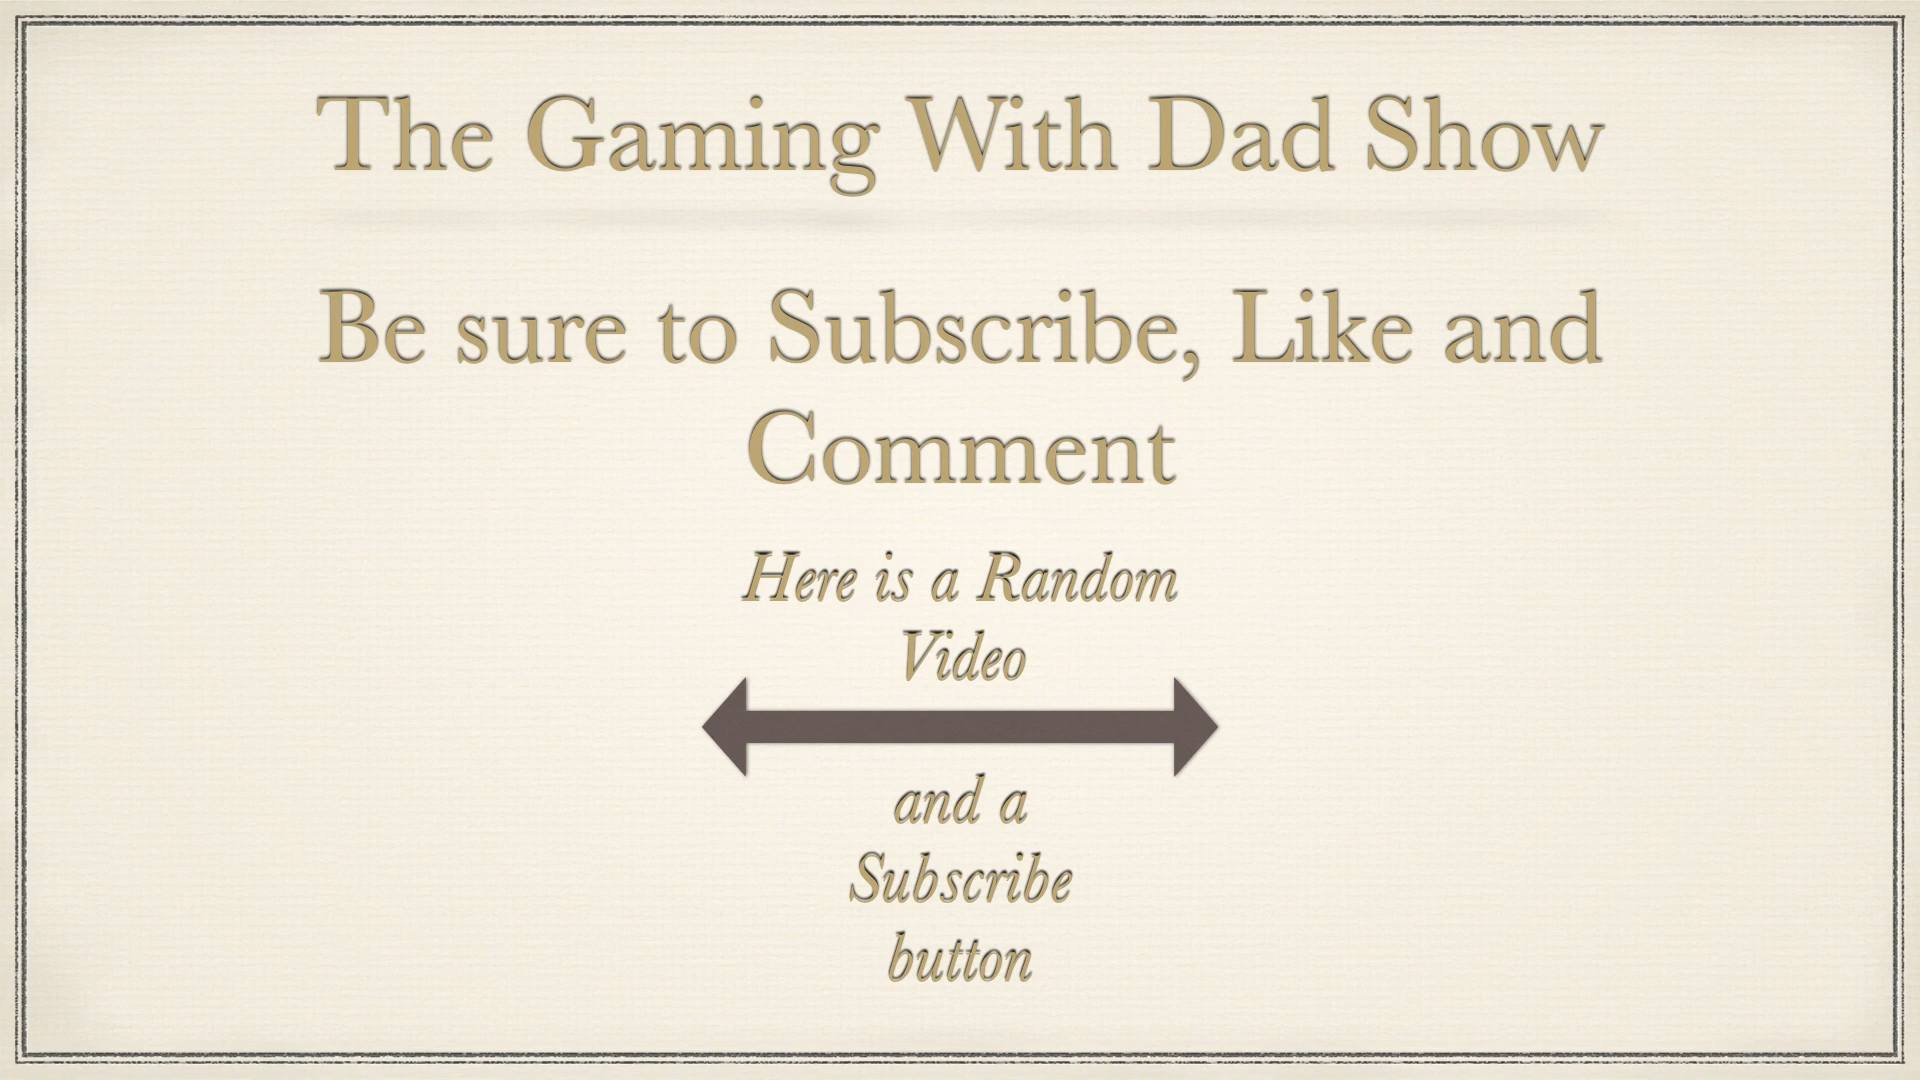 The Gaming With Dad Show
Be sure to Subscribe, Like and
Comment
Here is a Random
Video
and a
Subscribe
button